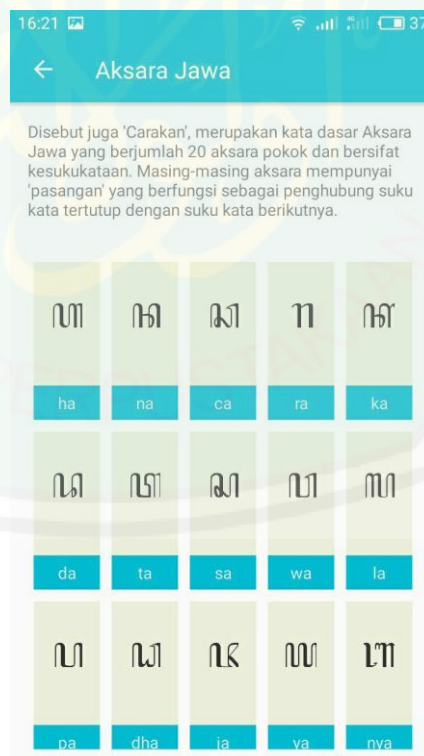 16:21 37
Aksara Jawa
Disebut juga 'Carakan', merupakan kata dasar Aksara
Jawa yang berjumlah 20 aksara pokok dan bersifat
kesukukataan. Masing-masing aksara mempunyai
'pasangan' yang berfungsi sebagai penghubung suku
kata tertutup dengan suku kata berikutnya.
ꦲ ꦤ ꦕ ꦫ ꦏ
ha na ca ra ka
ꦢ ꦠ ꦱ ꦮ ꦭ
da ta sa wa la
ꦥ ꦝ ꦗ ꦪ ꦚ
pa dha ja ya nya